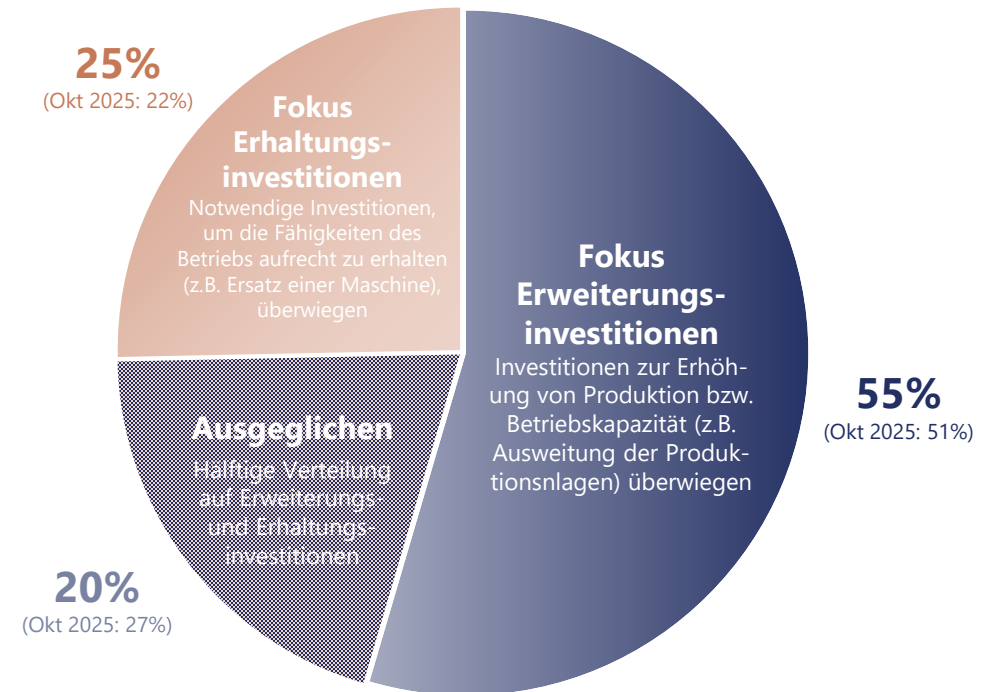 25%
(Okt 2025: 22%)
Fokus
Erhaltungs-
investitionen
Notwendige Investitionen,
um die Fähigkeiten des
Betriebs aufrecht zu erhalten
(z.B. Ersatz einer Maschine),
überwiegen
Fokus
Erweiterungs-
investitionen
Investitionen zur Erhöh-
ung von Produktion bzw.
Betriebskapazität (z.B.
Ausweitung der Produk-
tionsnlagen) überwiegen
55%
(Okt 2025: 51%)
Ausgeglichen
Hälftige Verteilung
auf Erweiterungs-
und Erhaltungs-
investitionen
20%
(Okt 2025: 27%)